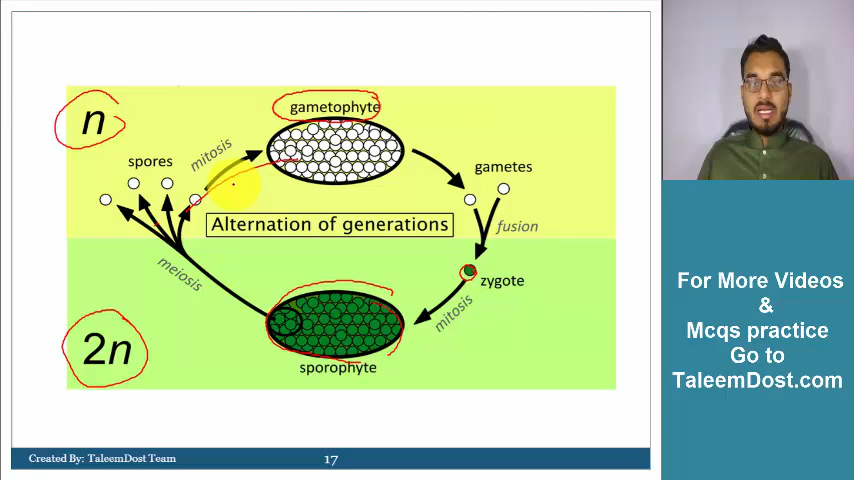 n
gametophyte
mitosis
spores
gametes
Alternation of generations
fusion
meiosis
zygote
mitosis
2n
sporophyte
For More Videos
&
Mcqs practice
Go to
TaleemDost.com
Created By: TaleemDost Team
17